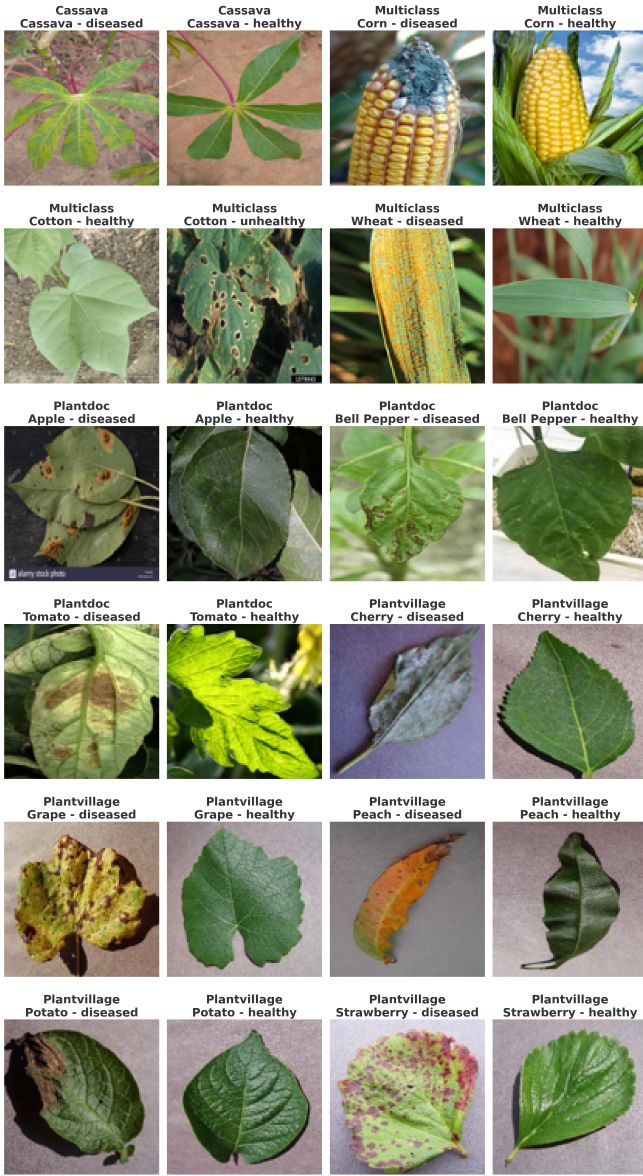 Cassava
Cassava - diseased
Cassava
Cassava - healthy
Multiclass
Corn - diseased
Multiclass
Corn - healthy
Multiclass
Cotton - healthy
Multiclass
Cotton - unhealthy
Multiclass
Wheat - diseased
Multiclass
Wheat - healthy
Plantdoc
Apple - diseased
Plantdoc
Apple - healthy
Plantdoc
Bell Pepper - diseased
Plantdoc
Bell Pepper - healthy
alamy stock photo
Plantdoc
Tomato - diseased
Plantdoc
Tomato - healthy
Plantvillage
Cherry - diseased
Plantvillage
Cherry - healthy
Plantvillage
Grape - diseased
Plantvillage
Grape - healthy
Plantvillage
Peach - diseased
Plantvillage
Peach - healthy
Plantvillage
Potato - diseased
Plantvillage
Potato - healthy
Plantvillage
Strawberry - diseased
Plantvillage
Strawberry - healthy